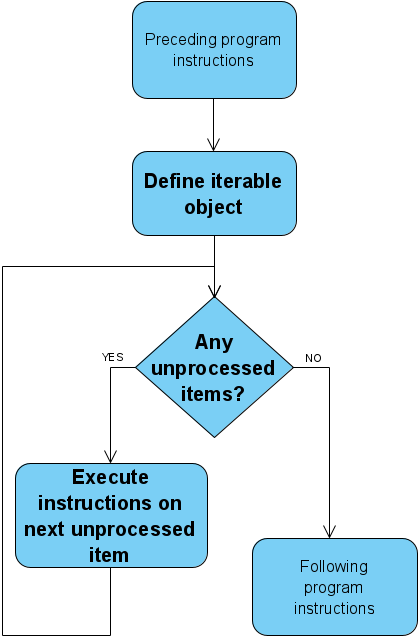 Preceding program
instructions
Define iterable
object
Any
unprocessed
items?
YES
NO
Execute
instructions on
next unprocessed
item
Following
program
instructions